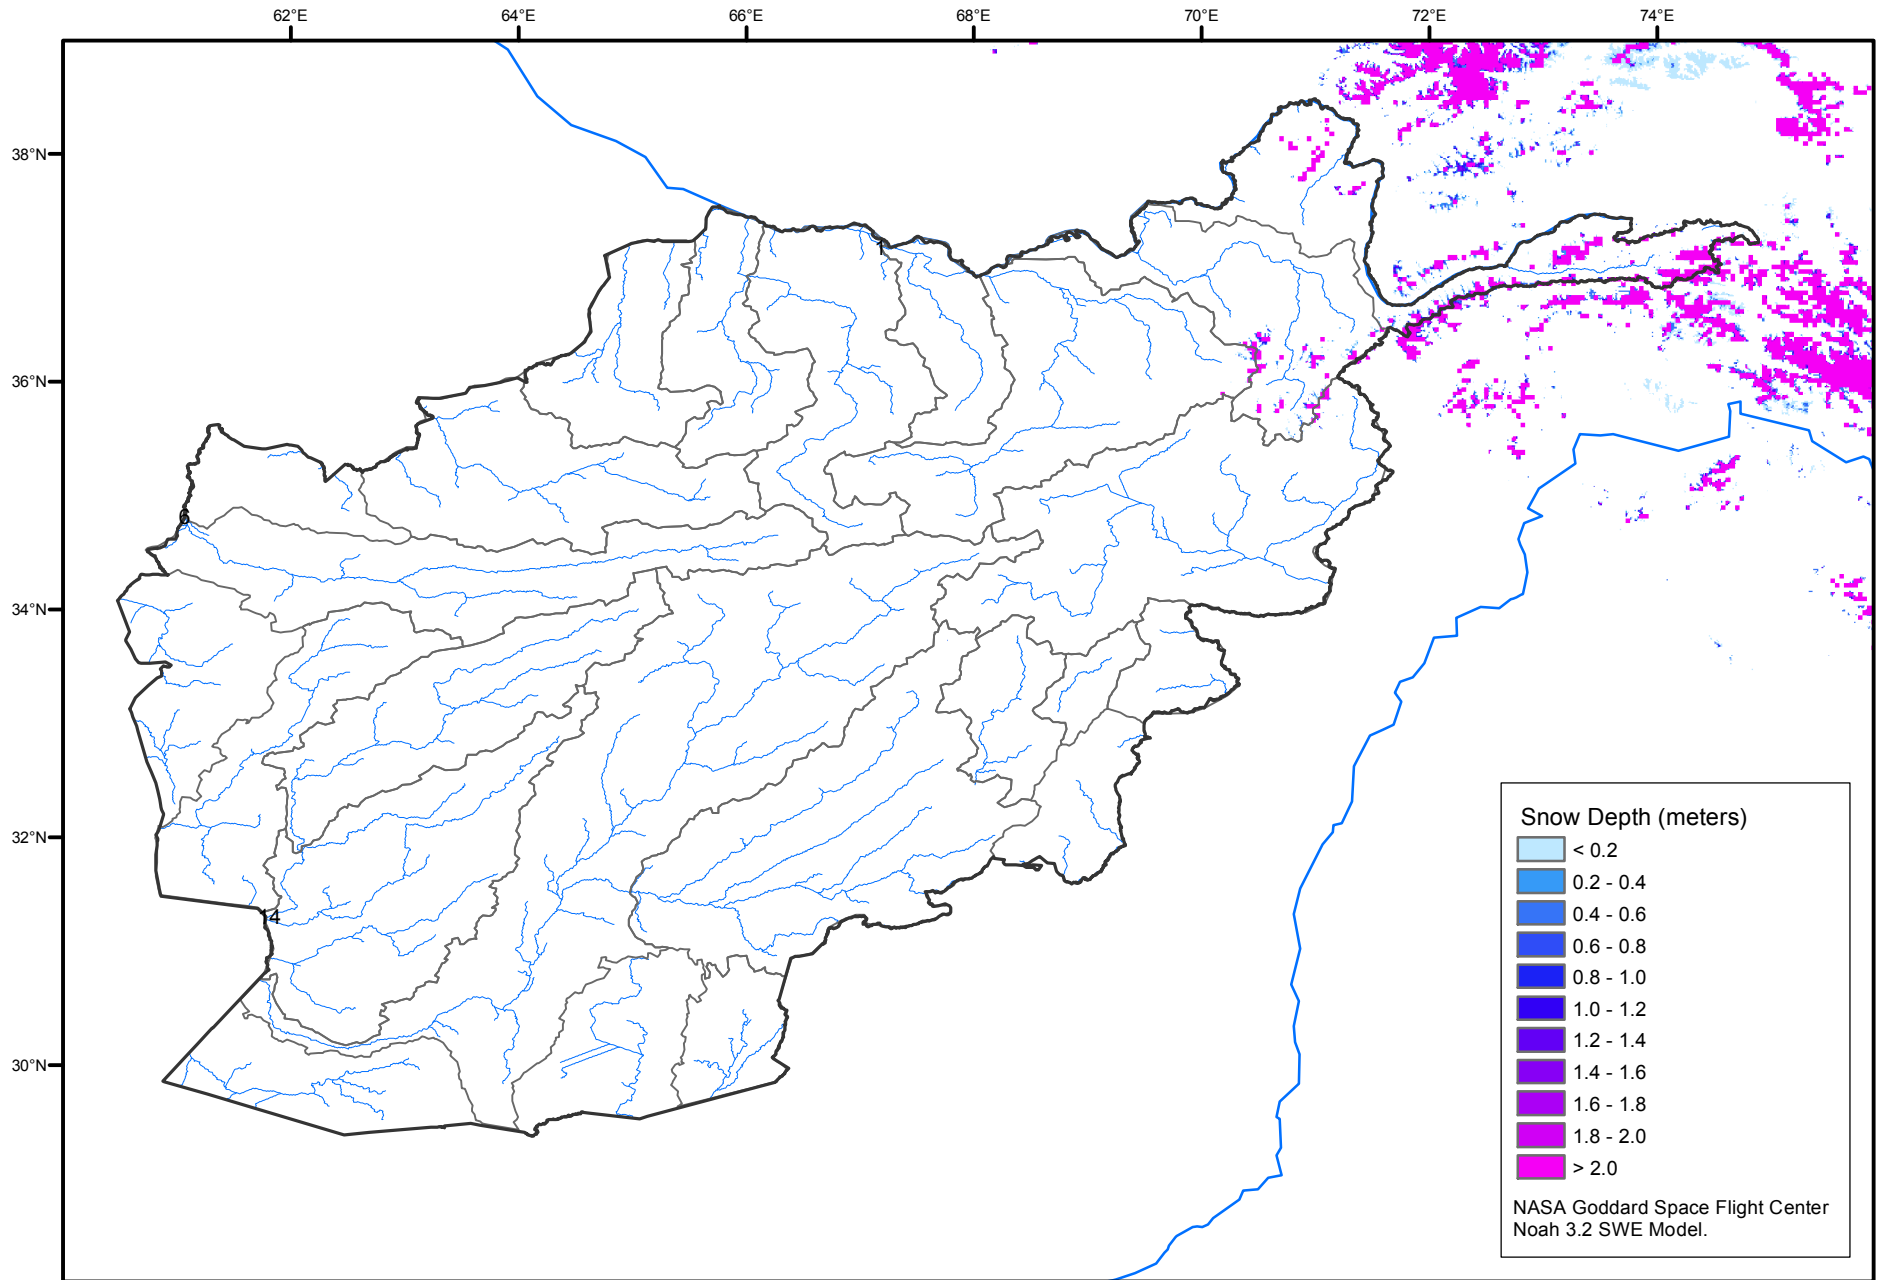 62°E 64°E 66°E 68°E 70°E 72°E 74°E
38°N
1
36°N
6
34°N
32°N
14
30°N
Snow Depth (meters)
< 0.2
0.2 - 0.4
0.4 - 0.6
0.6 - 0.8
0.8 - 1.0
1.0 - 1.2
1.2 - 1.4
1.4 - 1.6
1.6 - 1.8
1.8 - 2.0
> 2.0
NASA Goddard Space Flight Center
Noah 3.2 SWE Model.